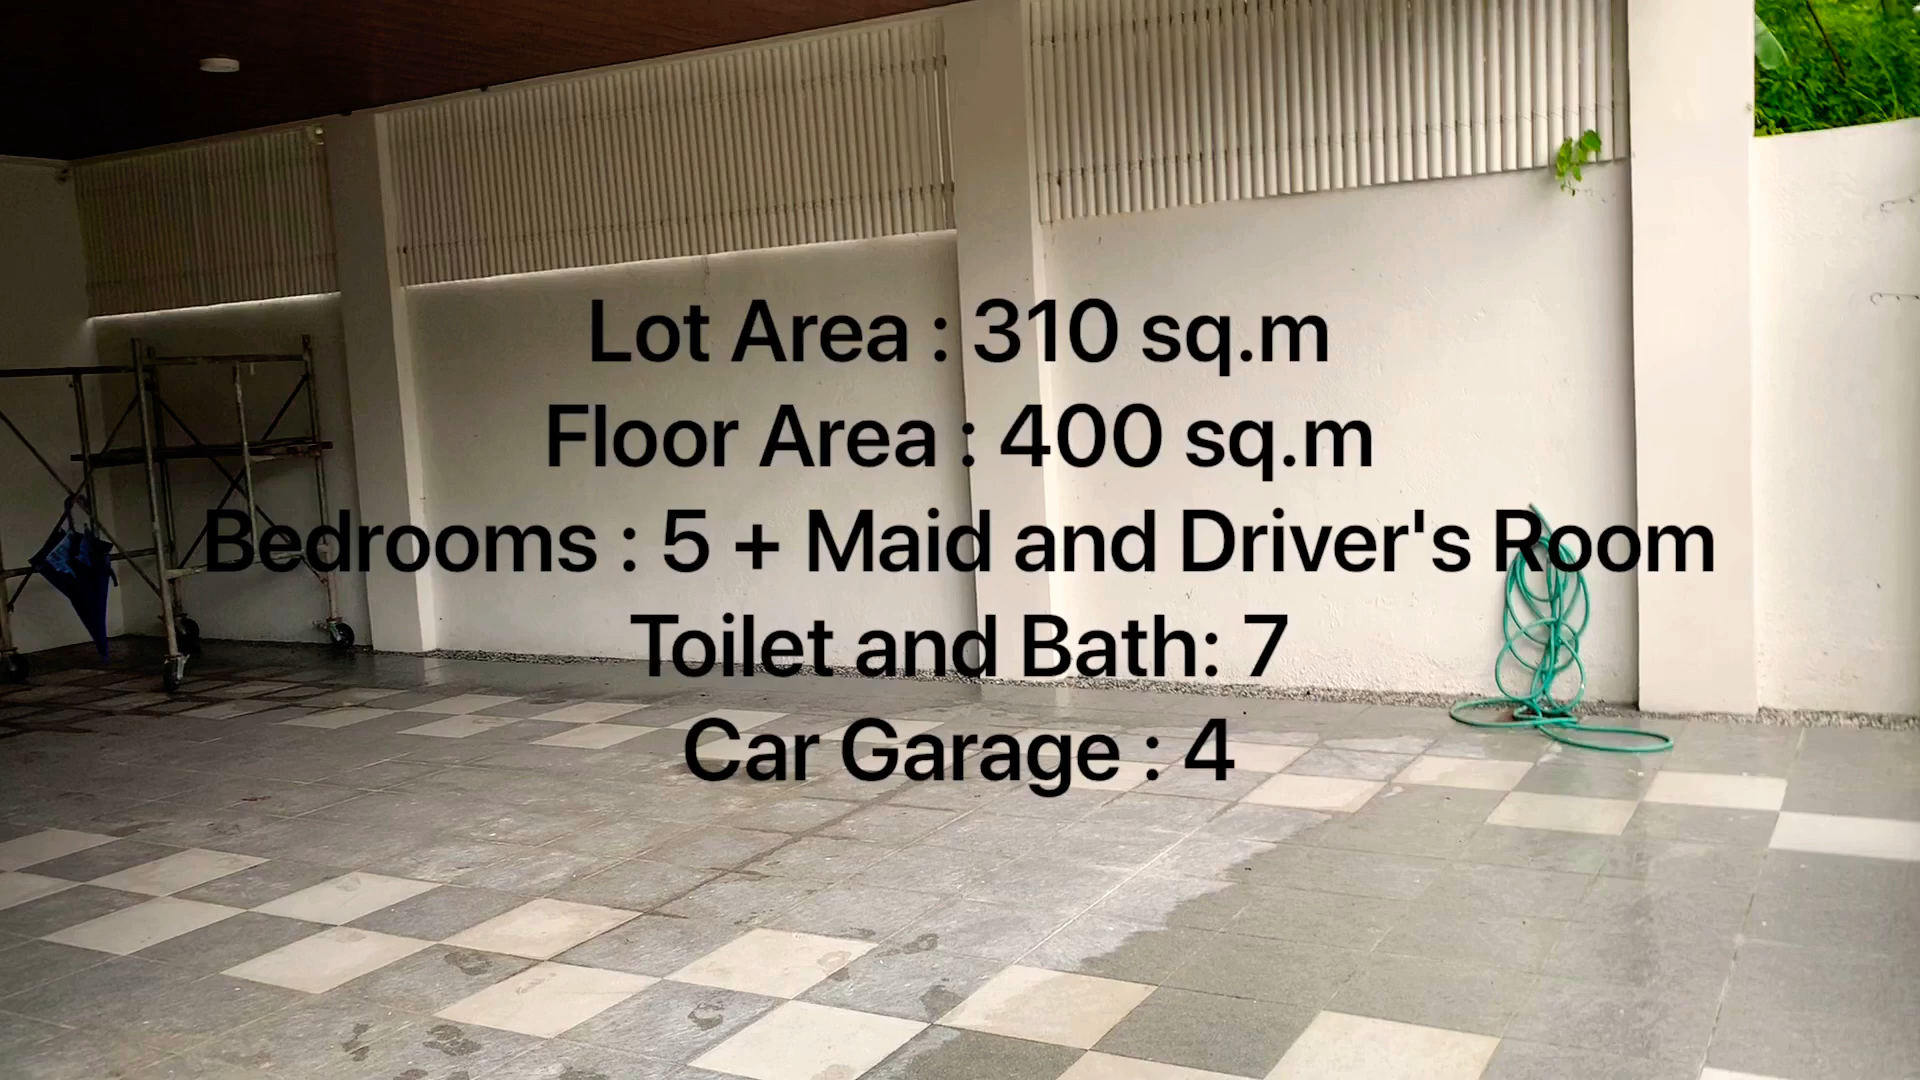 Lot Area : 310 sq.m
Floor Area : 400 sq.m
Bedrooms : 5 + Maid and Driver's Room
Toilet and Bath: 7
Car Garage : 4